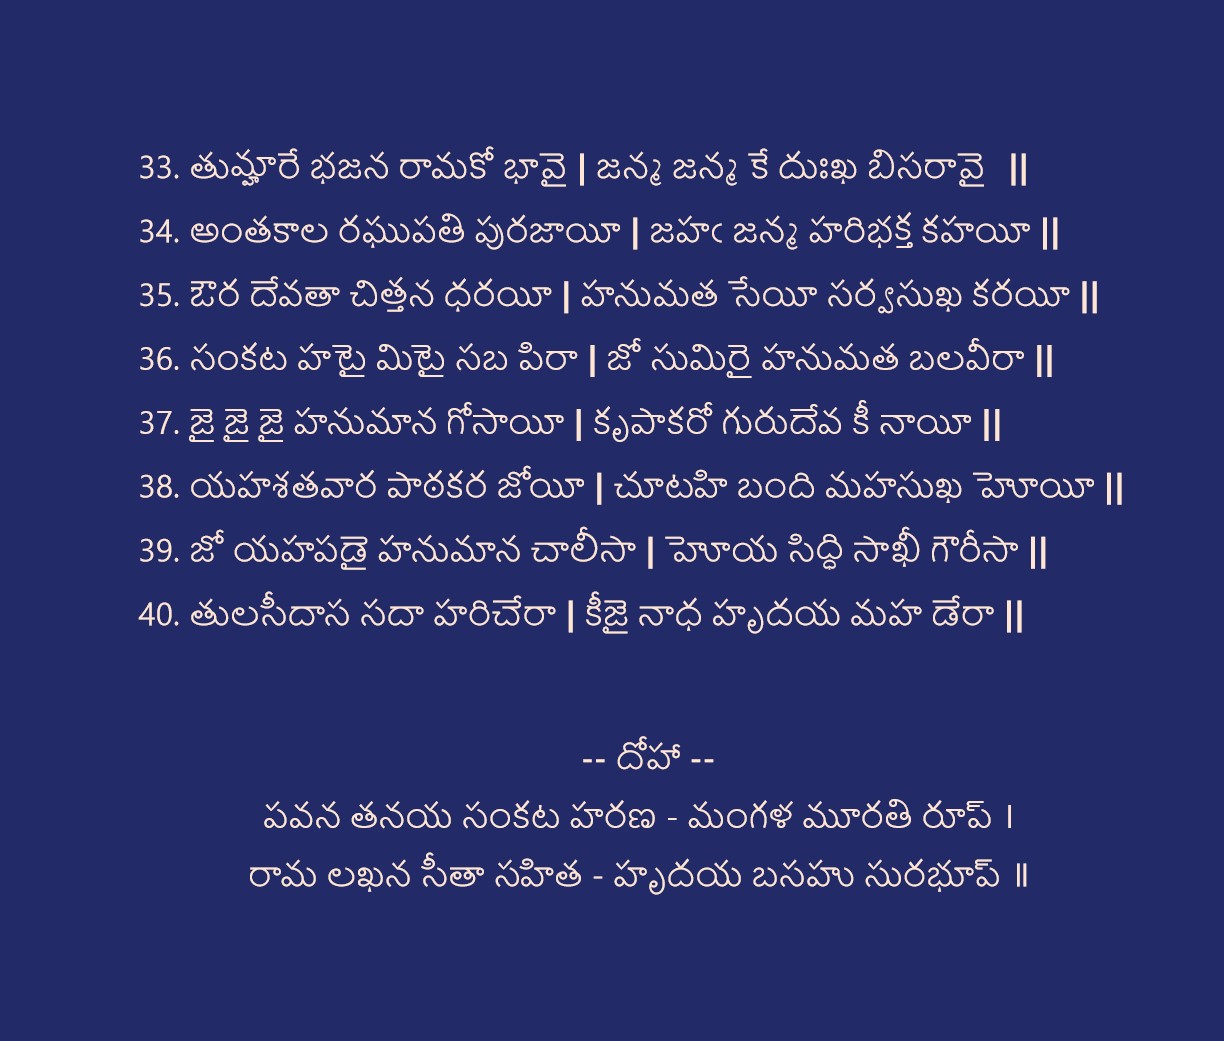 33. తుమ్హారే భజన రామకో భావై | జన్మ జన్మ కే దుఃఖ బిసరావై ||
34. అంతకాల రఘుపతి పురజాయీ | జహఁ జన్మ హరిభక్త కహయీ ||
35. ఔర దేవతా చిత్తన ధరయీ | హనుమత సేయీ సర్వసుఖ కరయీ ||
36. సంకట హటై మిటై సబ పిరా | జో సుమిరై హనుమత బలవీరా ||
37. జై జై జై హనుమాన గోసాయీ | కృపాకరో గురుదేవ కీ నాయీ ||
38. యహశతవార పాఠకర జోయీ | చూటహి బంది మహసుఖ హెూయీ ||
39. జో యహపడై హనుమాన చాలీసా | హెూయ సిద్ధి సాఖీ గౌరీసా ||
40. తులసీదాస సదా హరిచేరా | కీజై నాధ హృదయ మహ డేరా ||
-- దోహా --
పవన తనయ సంకట హరణ - మంగళ మూరతి రూప్ ।
రామ లఖన సీతా సహిత - హృదయ బసహు సురభూప్ ॥